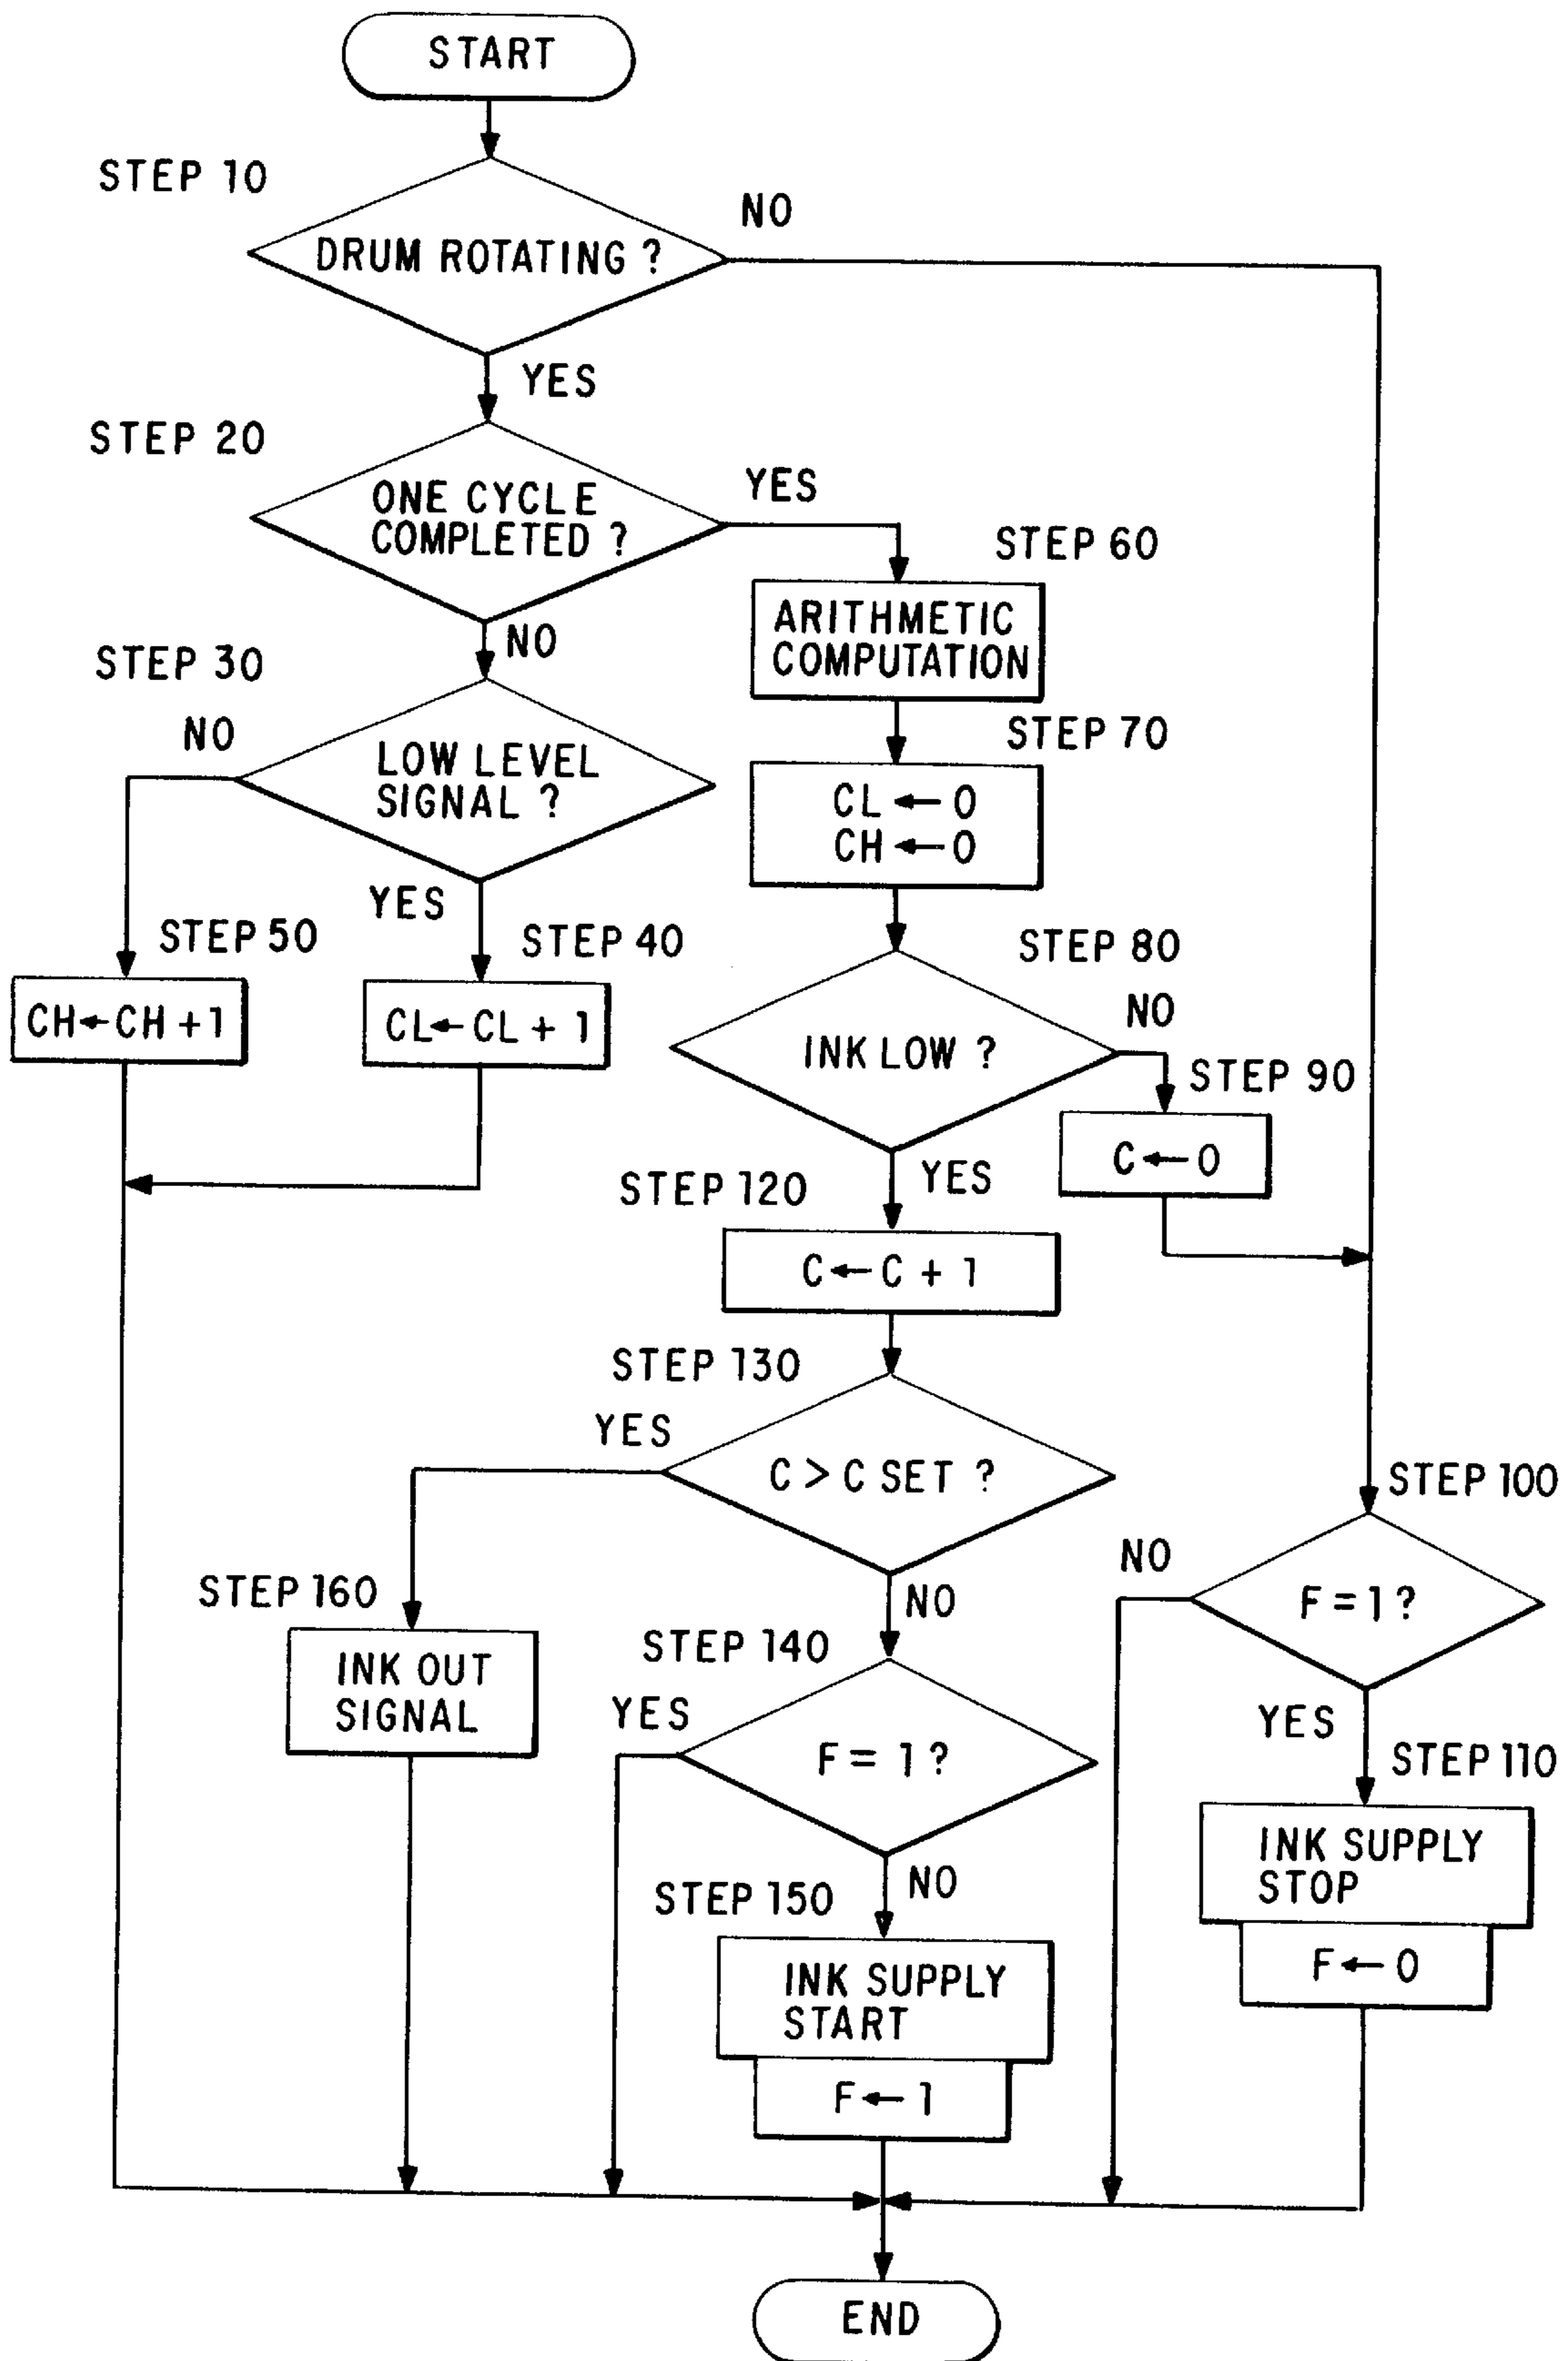 START
STEP 10
DRUM ROTATING ?
NO
YES
STEP 20
ONE CYCLE
COMPLETED ?
YES
NO
STEP 60
ARITHMETIC
COMPUTATION
STEP 30
NO
LOW LEVEL
SIGNAL ?
YES
STEP 70
CL ← 0
CH ← 0
STEP 50
CH ← CH + 1
STEP 40
CL ← CL + 1
STEP 80
INK LOW ?
NO
YES
STEP 90
C ← 0
STEP 120
C ← C + 1
STEP 130
YES
C > C SET ?
NO
STEP 100
NO
F = 1 ?
YES
STEP 160
INK OUT
SIGNAL
STEP 140
YES
F = 1 ?
NO
STEP 110
INK SUPPLY
STOP
F ← 0
STEP 150
INK SUPPLY
START
F ← 1
END